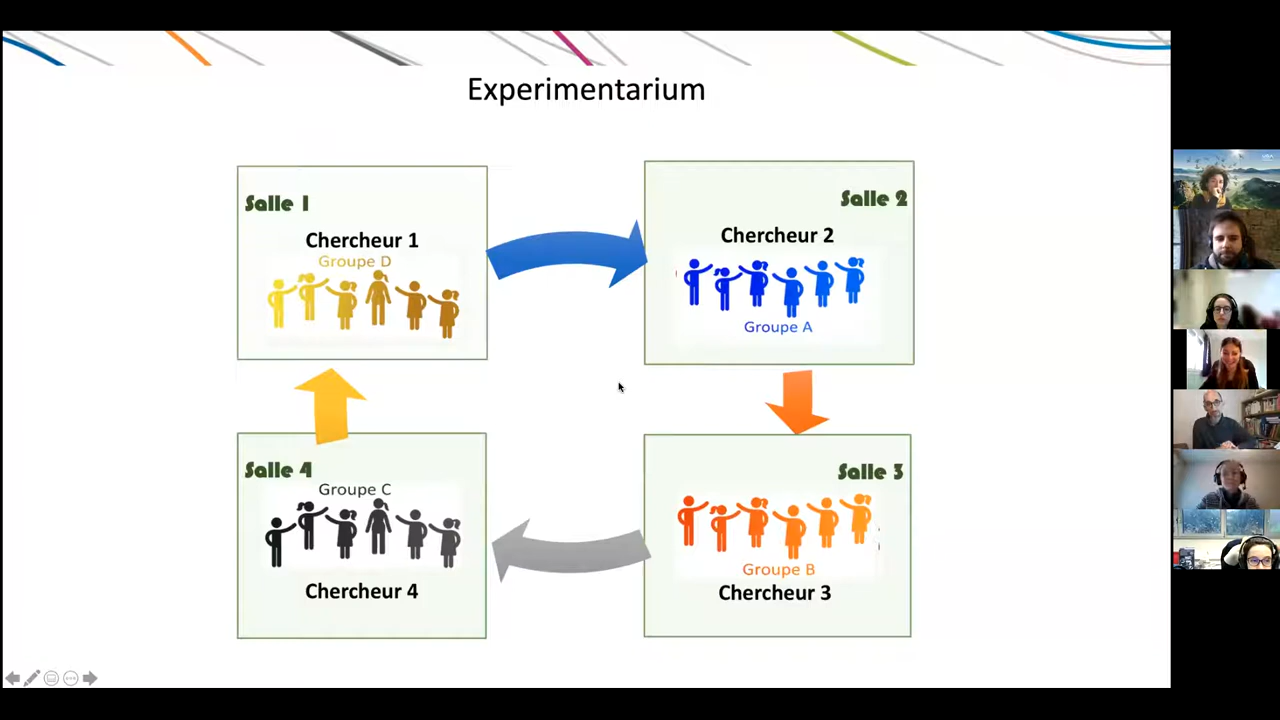 Experimentarium
Salle 1
Chercheur 1
Groupe D
Salle 2
Chercheur 2
Groupe A
Salle 4
Groupe C
Chercheur 4
Salle 3
Groupe B
Chercheur 3